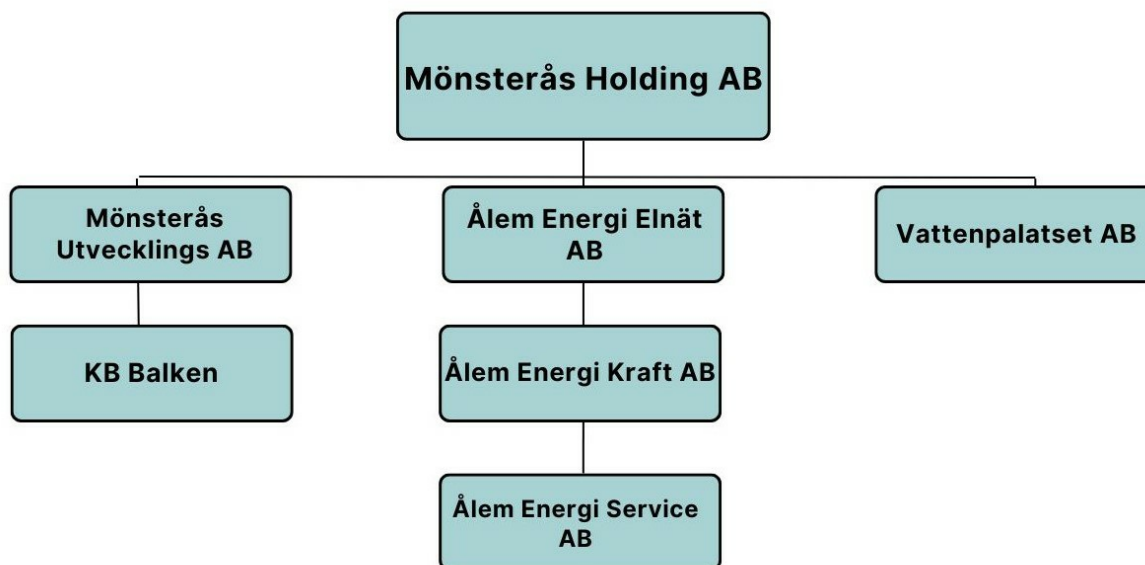 Mönsterås Holding AB
Mönsterås
Utvecklings AB
Ålem Energi Elnät
AB
Vattenpalatset AB
KB Balken
Ålem Energi Kraft AB
Ålem Energi Service
AB